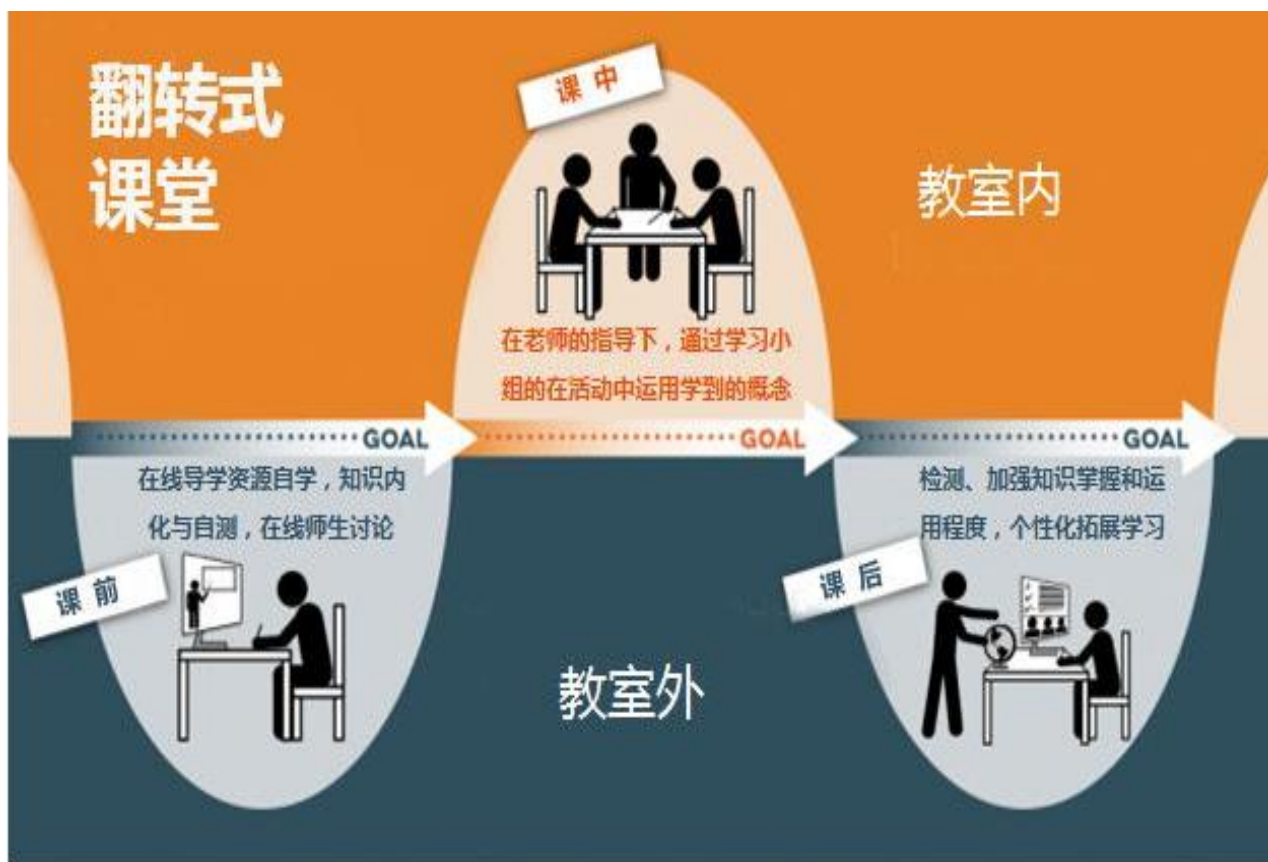 翻转式
课堂
课 中
教室内
在老师的指导下，通过学习小
组的在活动中运用学到的概念
GOAL
GOAL
GOAL
在线导学资源自学，知识内
化与自测，在线师生讨论
课 前
检测、加强知识掌握和运
用程度，个性化拓展学习
课 后
教室外